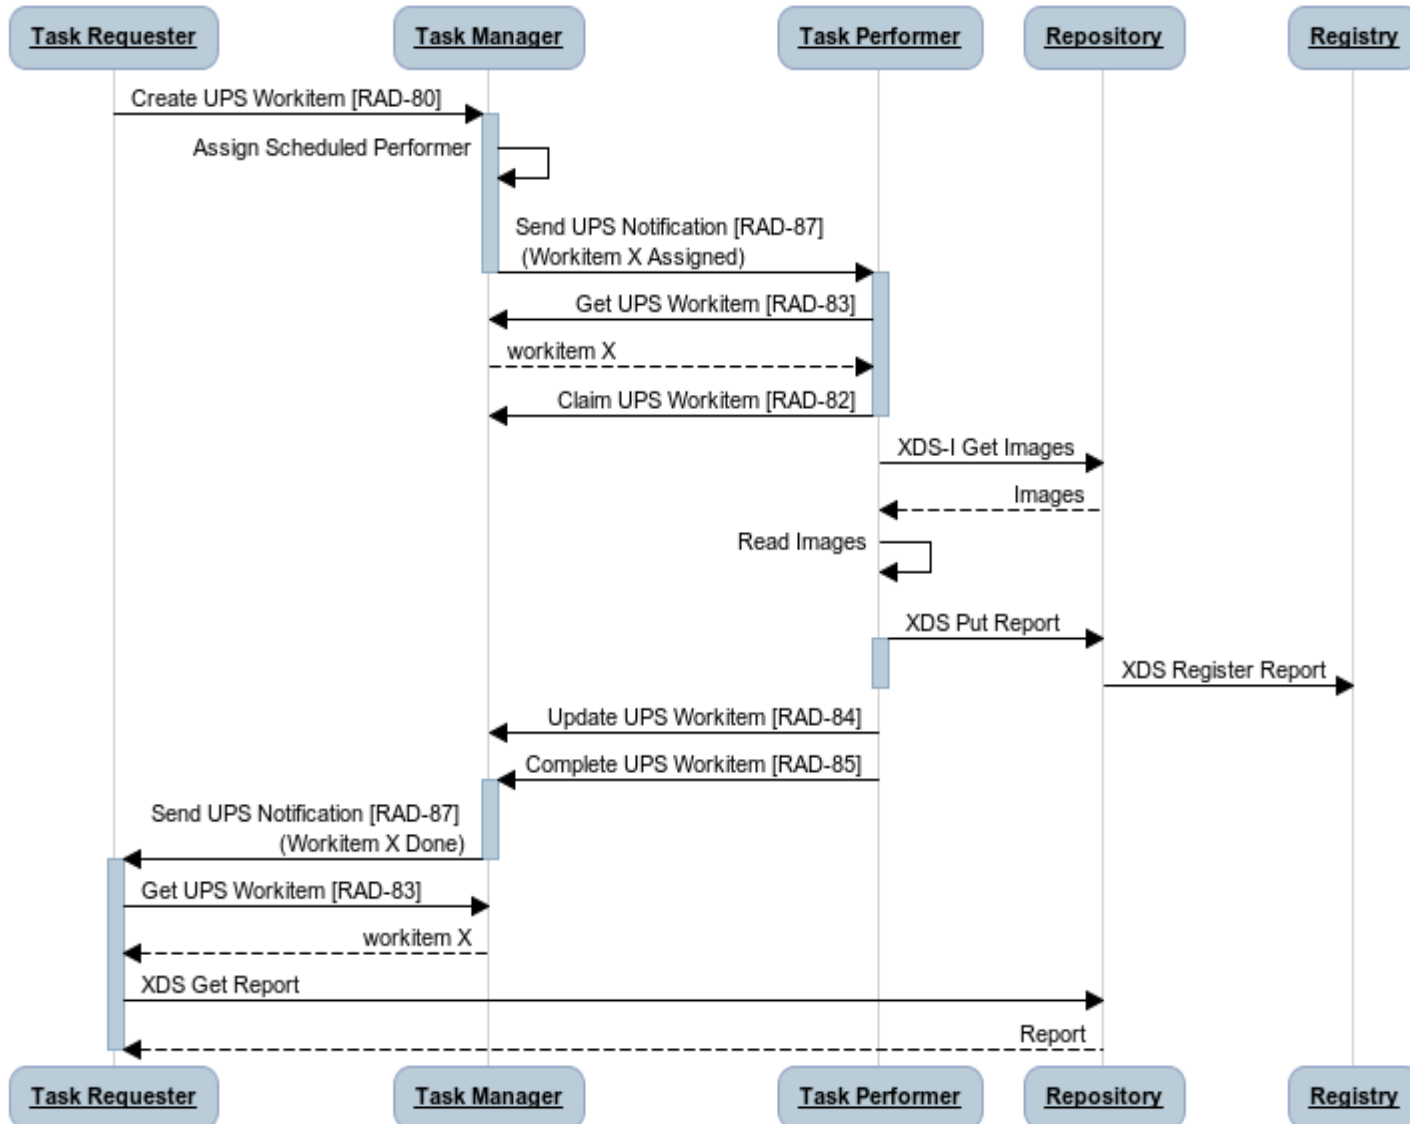 Task Requester
Task Manager
Task Performer
Repository
Registry
Create UPS Workitem [RAD-80]
Assign Scheduled Performer
Send UPS Notification [RAD-87]
(Workitem X Assigned)
Get UPS Workitem [RAD-83]
workitem X
Claim UPS Workitem [RAD-82]
XDS-I Get Images
Images
Read Images
XDS Put Report
XDS Register Report
Update UPS Workitem [RAD-84]
Complete UPS Workitem [RAD-85]
Send UPS Notification [RAD-87]
(Workitem X Done)
Get UPS Workitem [RAD-83]
workitem X
XDS Get Report
Report
Task Requester
Task Manager
Task Performer
Repository
Registry